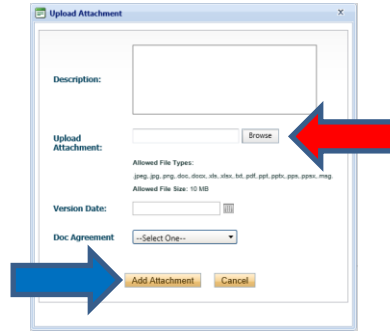 Upload Attachment x
Description:
Upload Attachment:
Browse
Allowed File Types:
.jpeg,.jpg,.png,.doc,.docx,.xls,.xlsx,.txt,.pdf,.ppt,.pptx,.pps,.ppsx,.msg.
Allowed File Size: 10 MB
Version Date:
Doc Agreement
--Select One--
Add Attachment Cancel